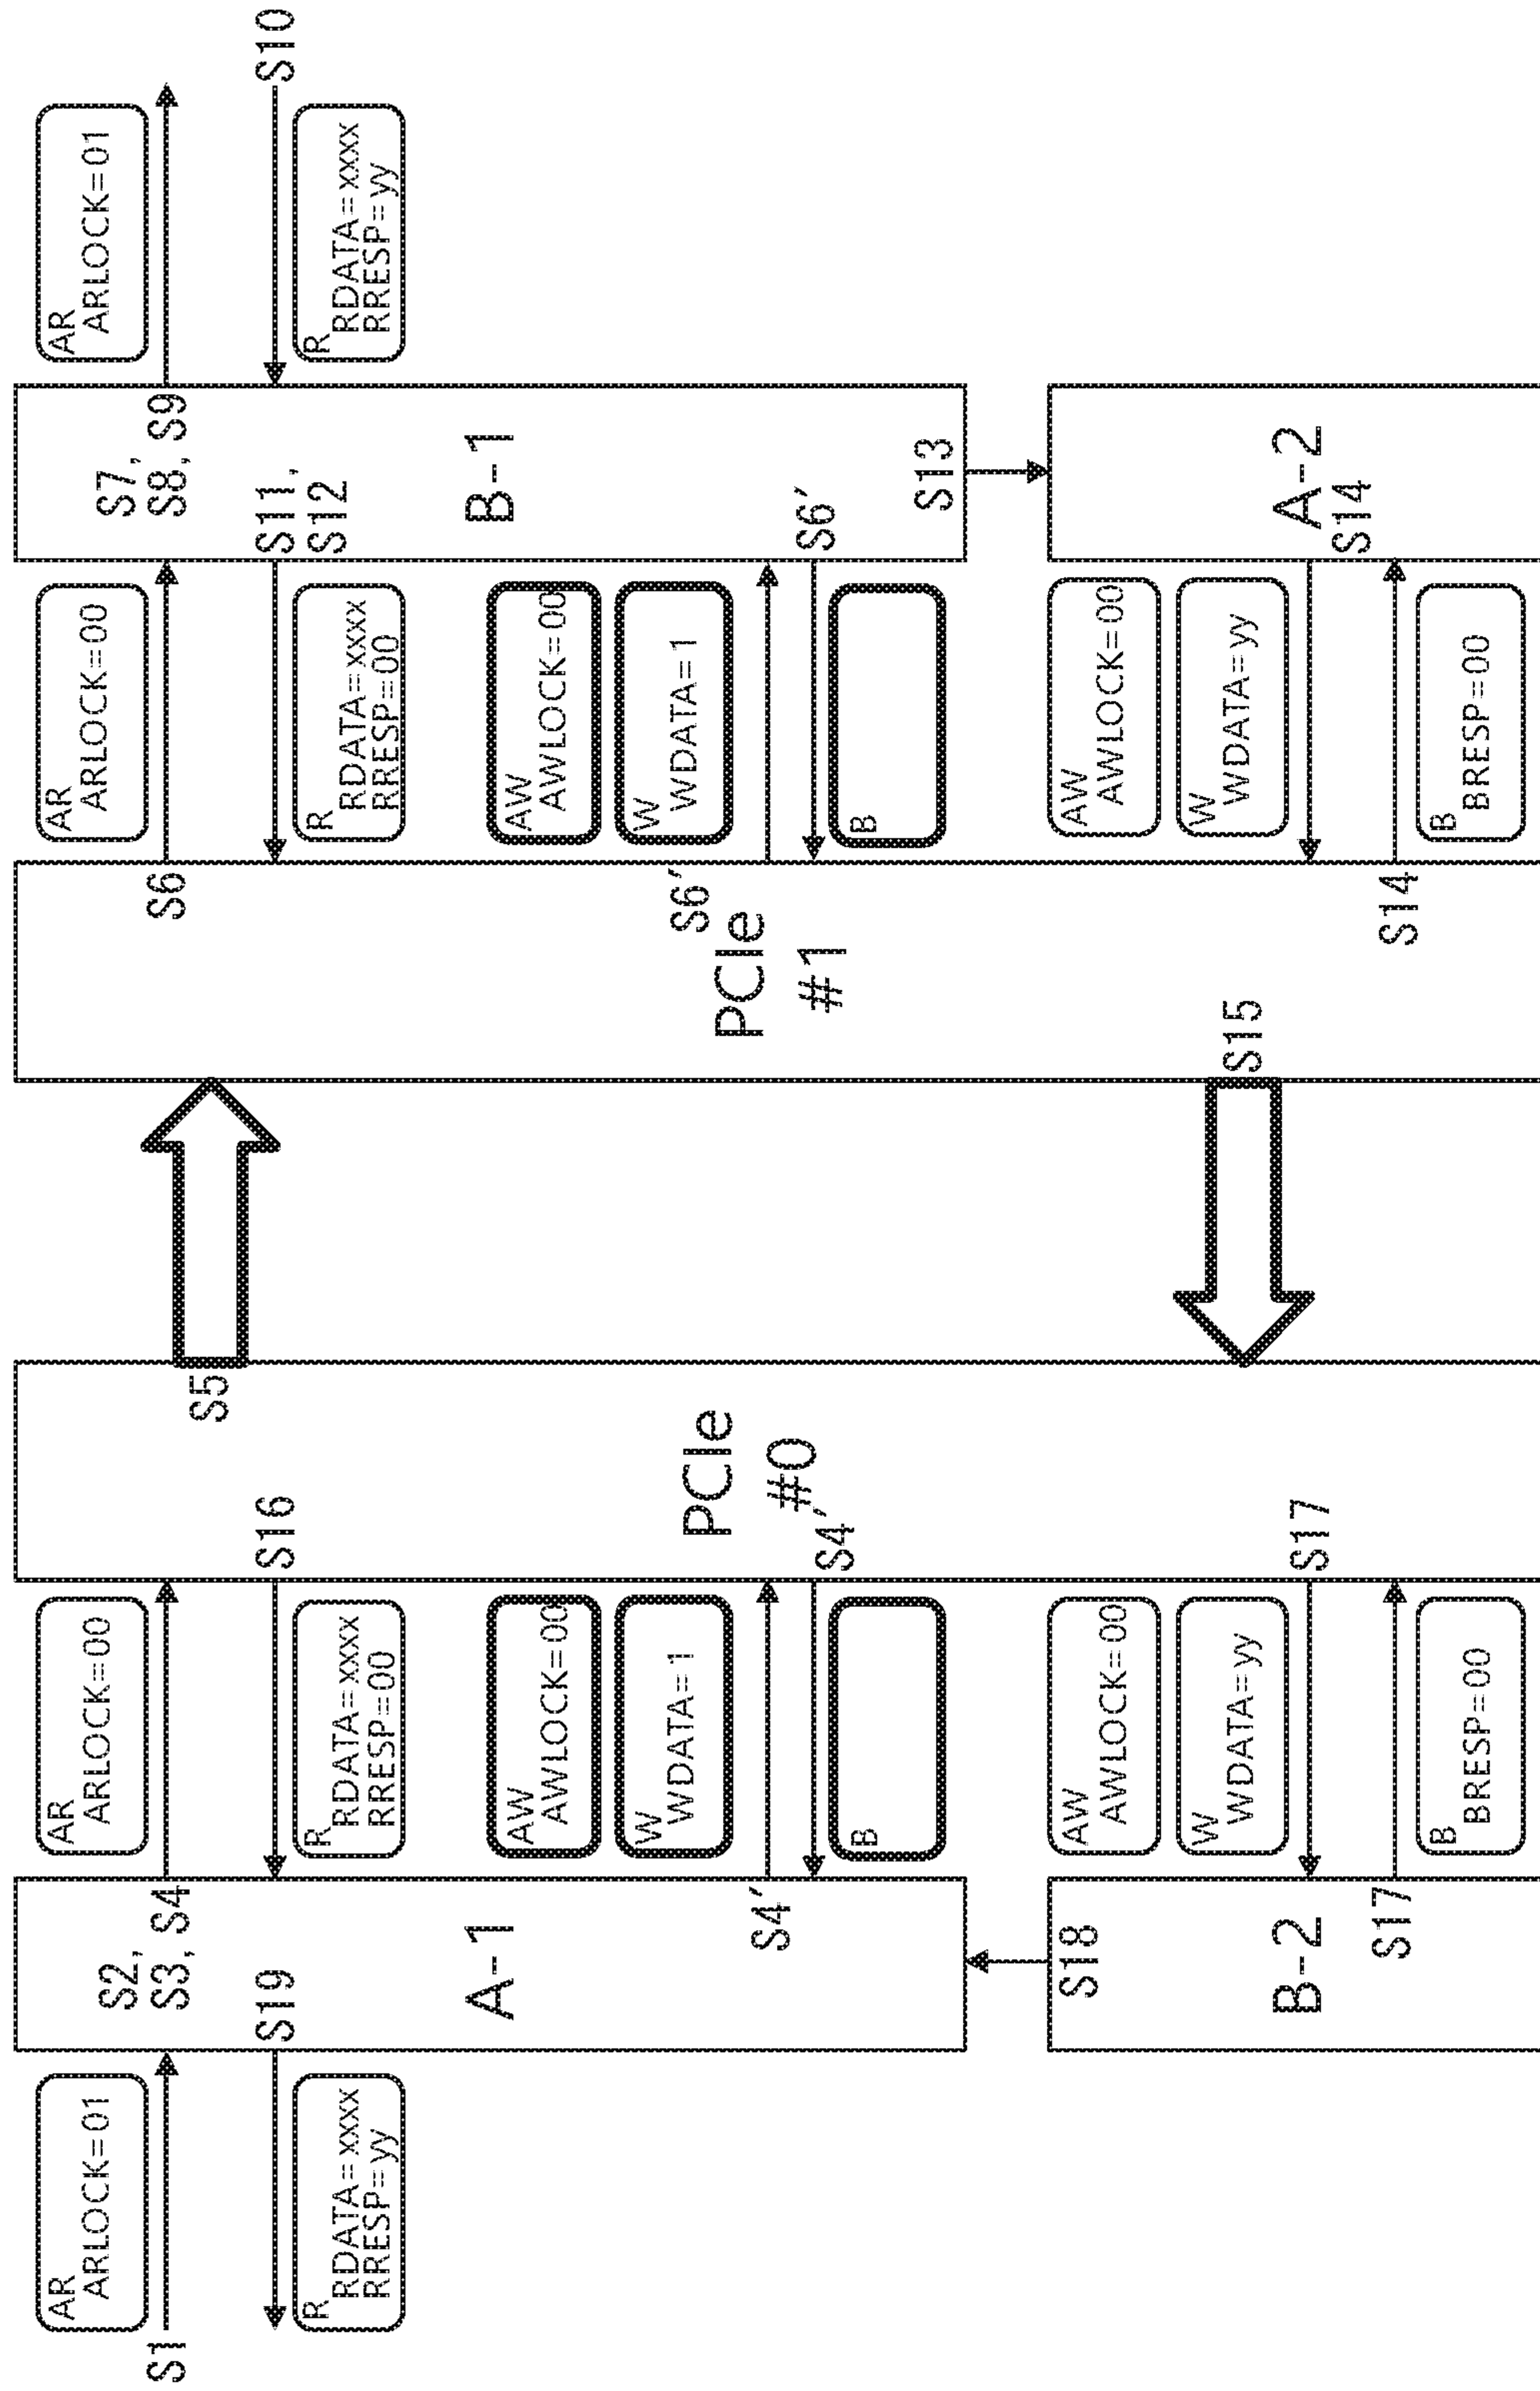 S1
AR
ARLOCK=01
R
RDATA=xxxx
RRESP=yy
S2,
S3, S4
S19
A-1
S4′
S18
B-2
S17
AR
ARLOCK=00
R
RDATA=xxxx
RRESP=00
AW
AWLOCK=00
W
WDATA=1
B
AW
AWLOCK=00
W
WDATA=yy
B
BRESP=00
S16
S5
PCIe
#0
S4′
S17
S6
S6′
PCIe
#1
S15
S14
AR
ARLOCK=00
R
RDATA=xxxx
RRESP=00
AW
AWLOCK=00
W
WDATA=1
B
AW
AWLOCK=00
W
WDATA=yy
B
BRESP=00
S7,
S8, S9
S11,
S12
B-1
S6′
S13
A-2
S14
AR
ARLOCK=01
R
RDATA=xxxx
RRESP=yy
S10